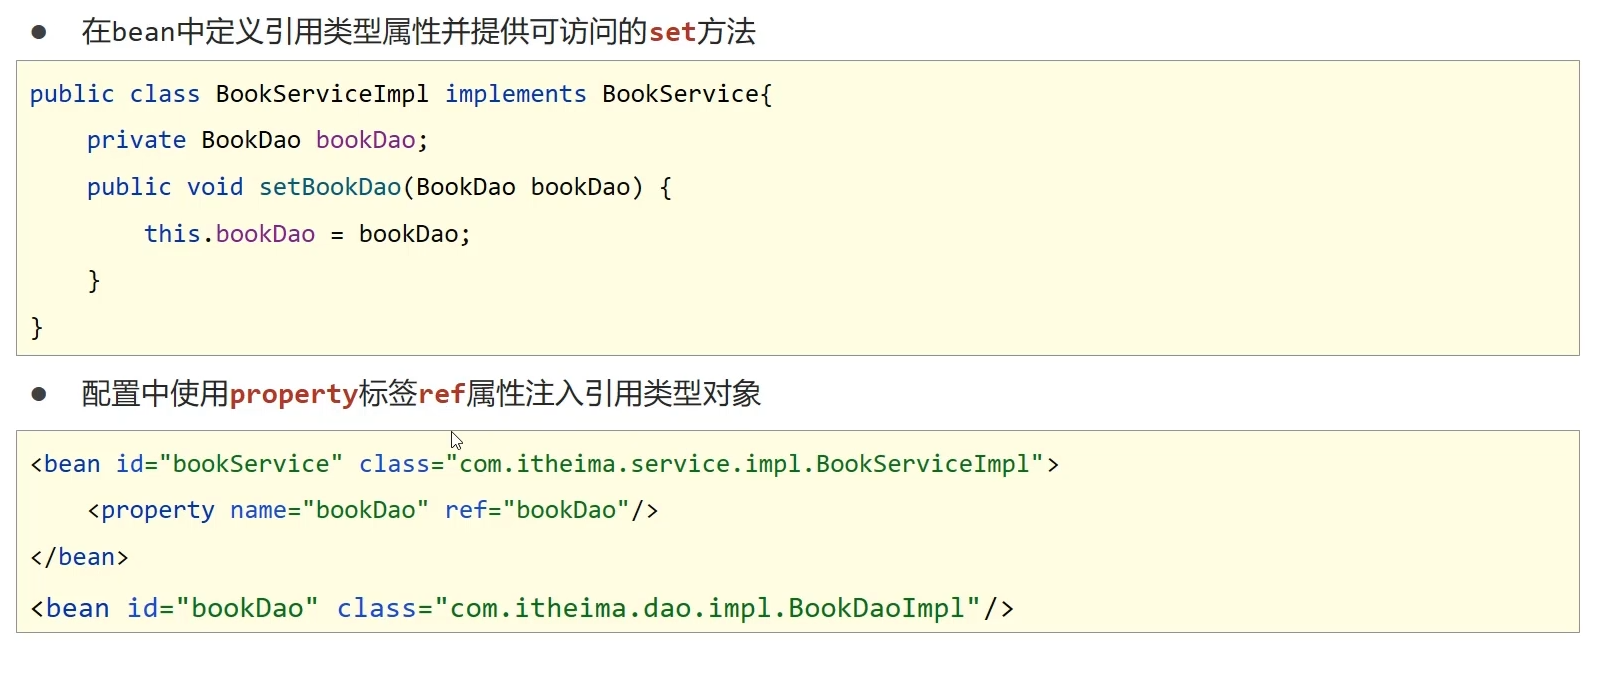 ● 在bean中定义引用类型属性并提供可访问的set方法
public class BookServiceImpl implements BookService{
    private BookDao bookDao;
    public void setBookDao(BookDao bookDao) {
        this.bookDao = bookDao;
    }
}
● 配置中使用property标签ref属性注入引用类型对象
<bean id="bookService" class="com.itheima.service.impl.BookServiceImpl">
    <property name="bookDao" ref="bookDao"/>
</bean>
<bean id="bookDao" class="com.itheima.dao.impl.BookDaoImpl"/>